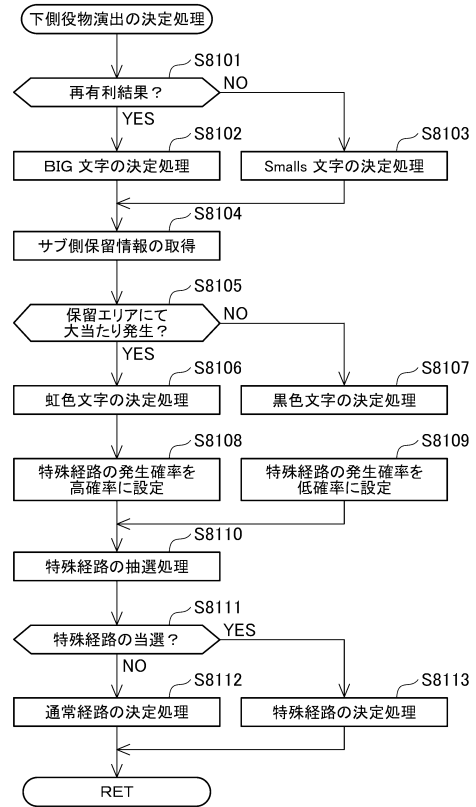 下側役物演出の決定処理
S8101
再有利結果？
NO
YES
S8102
S8103
BIG 文字の決定処理
Smalls 文字の決定処理
S8104
サブ側保留情報の取得
S8105
保留エリアにて
大当たり発生？
NO
YES
S8106
S8107
虹色文字の決定処理
黒色文字の決定処理
S8108
S8109
特殊経路の発生確率を
高確率に設定
特殊経路の発生確率を
低確率に設定
S8110
特殊経路の抽選処理
S8111
特殊経路の当選？
YES
NO
S8112
S8113
通常経路の決定処理
特殊経路の決定処理
RET